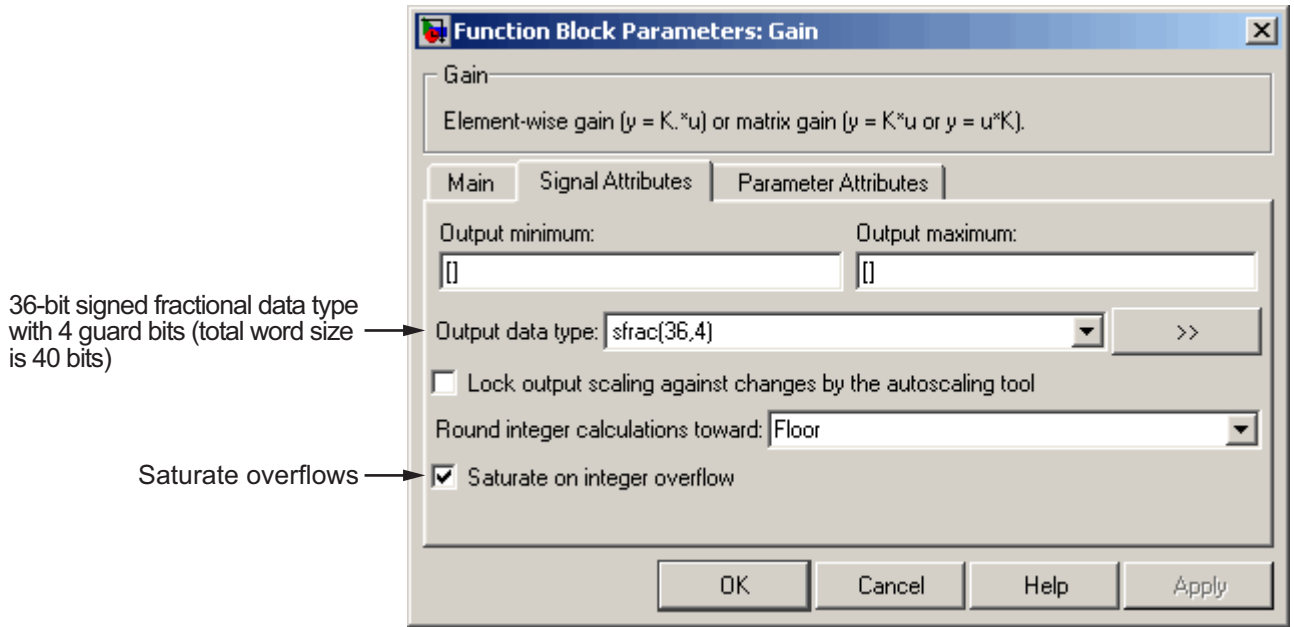 Function Block Parameters: Gain
Gain
Element-wise gain (y = K.*u) or matrix gain (y = K*u or y = u*K).
Main Signal Attributes Parameter Attributes
Output minimum: Output maximum:
[] []
36-bit signed fractional data type
with 4 guard bits (total word size
is 40 bits)
Output data type: sfrac(36,4) >>
Lock output scaling against changes by the autoscaling tool
Round integer calculations toward: Floor
Saturate overflows
Saturate on integer overflow
OK Cancel Help Apply